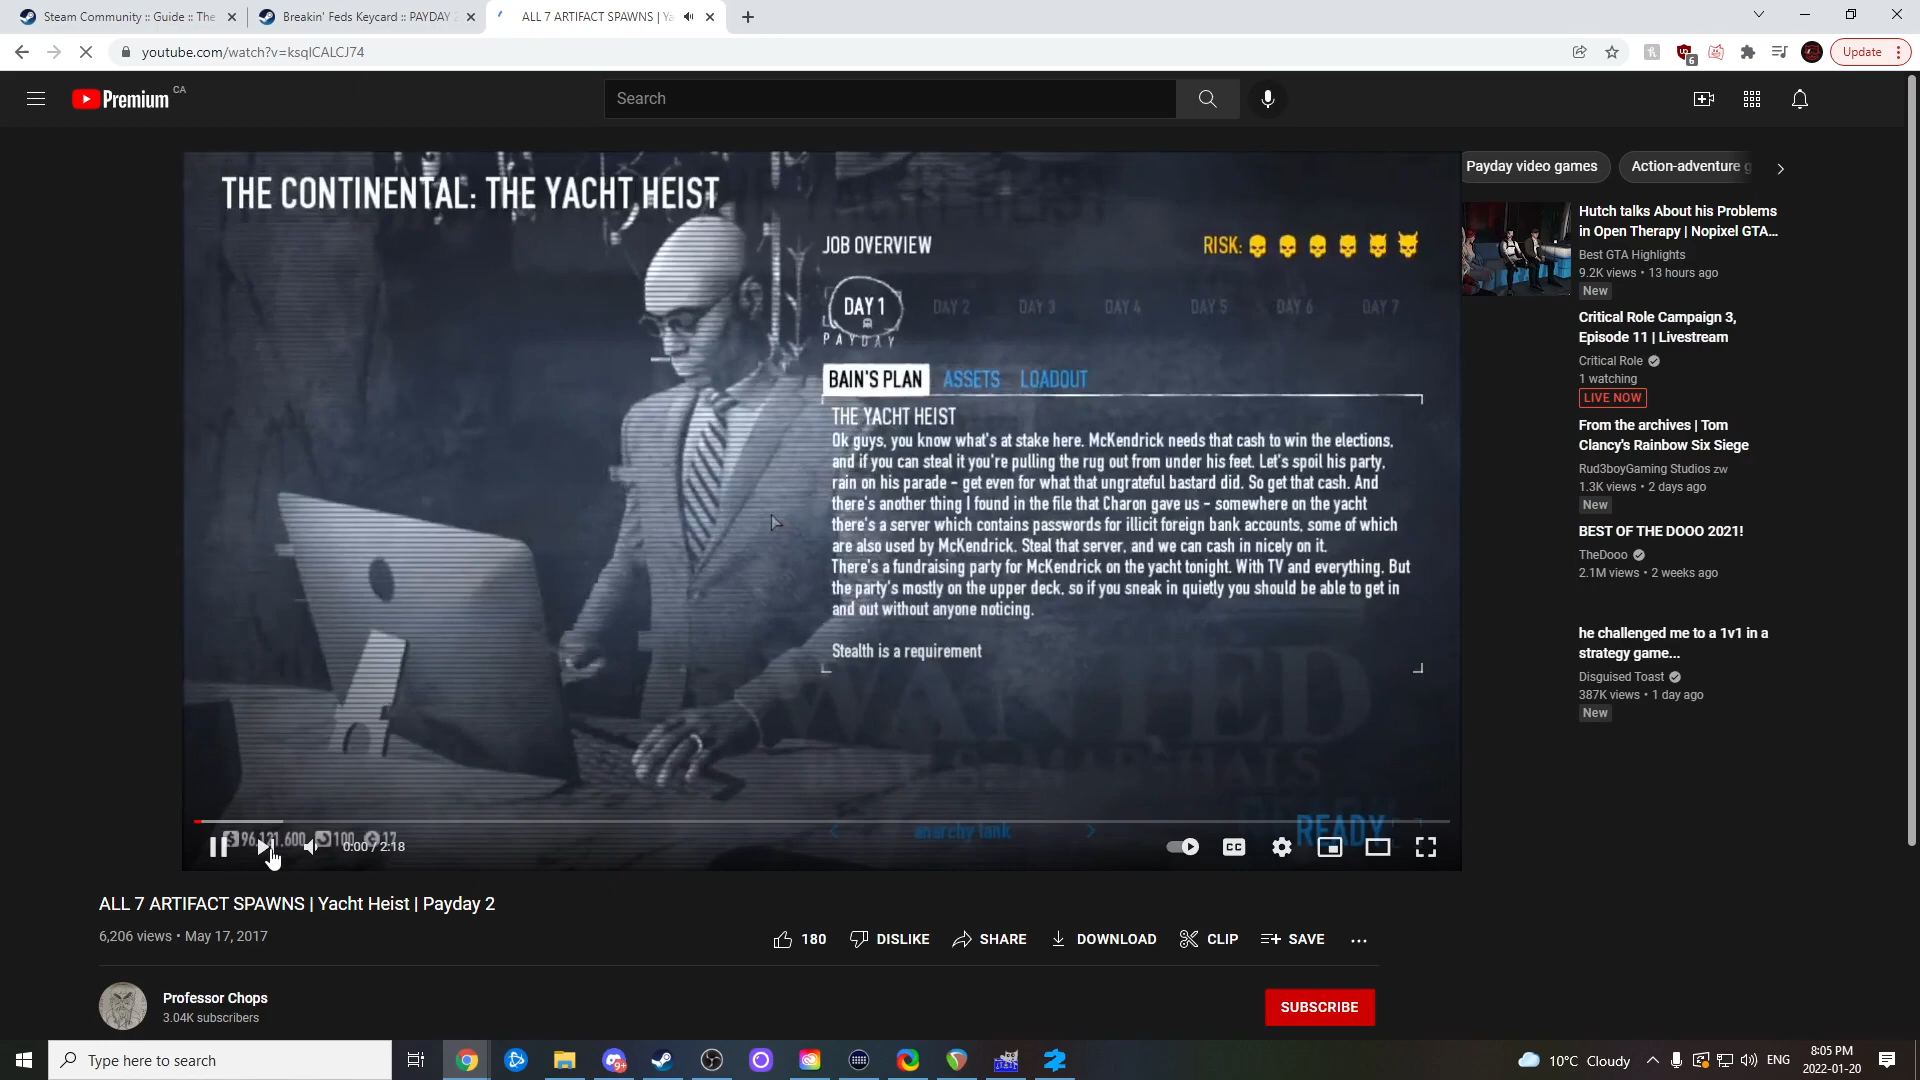 Steam Community :: Guide :: The
Breakin' Feds Keycard :: PAYDAY
ALL 7 ARTIFACT SPAWNS | Ya
youtube.com/watch?v=ksqlCALCJ74
6
Update
Premium
CA
Search
THE CONTINENTAL: THE YACHT HEIST
JOB OVERVIEW
RISK:
DAY 1
DAY 2
DAY 3
DAY 4
DAY 5
DAY 6
DAY 7
PAYDAY
BAIN'S PLAN
ASSETS
LOADOUT
THE YACHT HEIST
Ok guys, you know what's at stake here. McKendrick needs that cash to win the elections,
and if you can steal it you're pulling the rug out from under his feet. Let's spoil his party,
rain on his parade - get even for what that ungrateful bastard did. So get that cash. And
there's another thing I found in the file that Charon gave us - somewhere on the yacht
there's a server which contains passwords for illicit foreign bank accounts, some of which
are also used by McKendrick. Steal that server, and we can cash in nicely on it.
There's a fundraising party for McKendrick on the yacht tonight. With TV and everything. But
the party's mostly on the upper deck, so if you sneak in quietly you should be able to get in
and out without anyone noticing.
Stealth is a requirement
WANTED
anarchy tank
READY
100
17
0:00 / 2:18
CC
Payday video games
Action-adventure g
Hutch talks About his Problems
in Open Therapy | Nopixel GTA...
Best GTA Highlights
9.2K views • 13 hours ago
New
Critical Role Campaign 3,
Episode 11 | Livestream
Critical Role
1 watching
LIVE NOW
From the archives | Tom
Clancy's Rainbow Six Siege
Rud3boyGaming Studios zw
1.3K views • 2 days ago
New
BEST OF THE DOOO 2021!
TheDooo
2.1M views • 2 weeks ago
he challenged me to a 1v1 in a
strategy game...
Disguised Toast
387K views • 1 day ago
New
ALL 7 ARTIFACT SPAWNS | Yacht Heist | Payday 2
6,206 views • May 17, 2017
180
DISLIKE
SHARE
DOWNLOAD
CLIP
SAVE
Professor Chops
3.04K subscribers
SUBSCRIBE
Type here to search
9+
10°C Cloudy
ENG
8:05 PM
2022-01-20